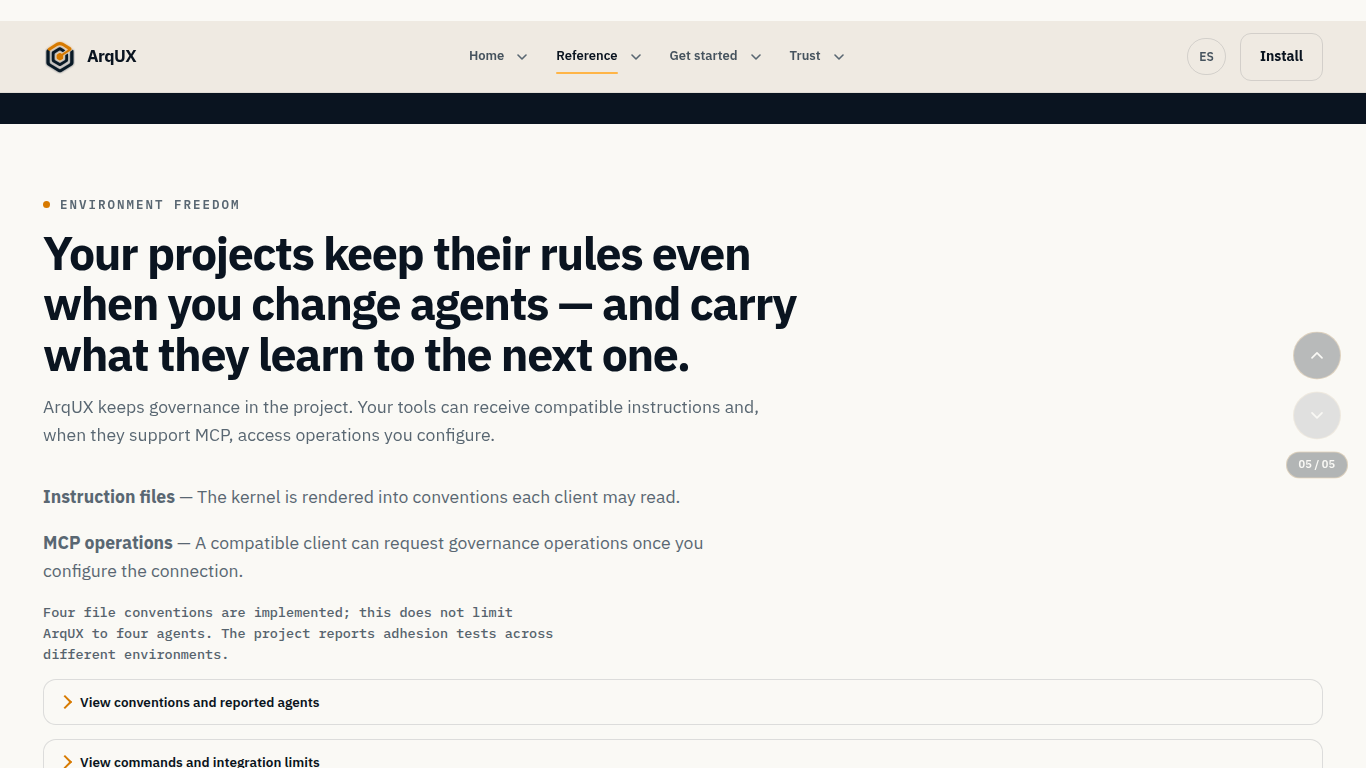 ArqUX
Home
Reference
Get started
Trust
ES
Install
ENVIRONMENT FREEDOM
Your projects keep their rules even
when you change agents — and carry
what they learn to the next one.
ArqUX keeps governance in the project. Your tools can receive compatible instructions and,
when they support MCP, access operations you configure.
05 / 05
Instruction files — The kernel is rendered into conventions each client may read.
MCP operations — A compatible client can request governance operations once you
configure the connection.
Four file conventions are implemented; this does not limit
ArqUX to four agents. The project reports adhesion tests across
different environments.
View conventions and reported agents
View commands and integration limits